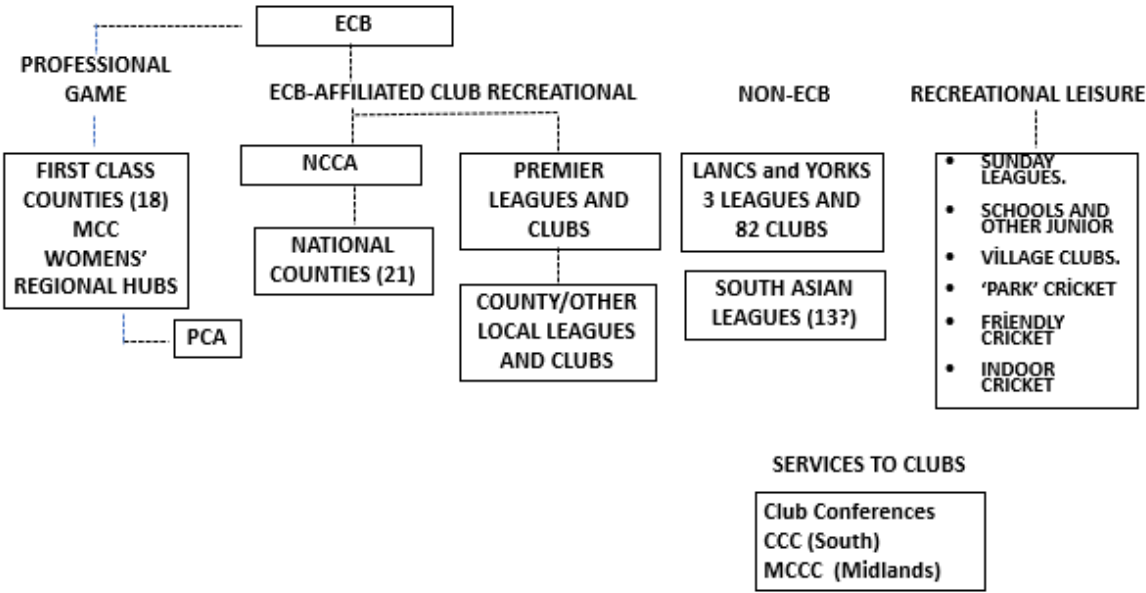 ECB
PROFESSIONAL
GAME
ECB-AFFILIATED CLUB RECREATIONAL
NON-ECB
RECREATIONAL LEISURE
FIRST CLASS
COUNTIES (18)
MCC
WOMENS’
REGIONAL HUBS
PCA
NCCA
NATIONAL
COUNTIES (21)
PREMIER
LEAGUES AND
CLUBS
COUNTY/OTHER
LOCAL LEAGUES
AND CLUBS
LANCS and YORKS
3 LEAGUES AND
82 CLUBS
SOUTH ASIAN
LEAGUES (13?)
• SUNDAY
LEAGUES.
• SCHOOLS AND
OTHER JUNIOR
• VİLLAGE CLUBS.
• ‘PARK’ CRİCKET
• FRİENDLY
CRICKET
• INDOOR
CRICKET
SERVICES TO CLUBS
Club Conferences
CCC (South)
MCCC (Midlands)